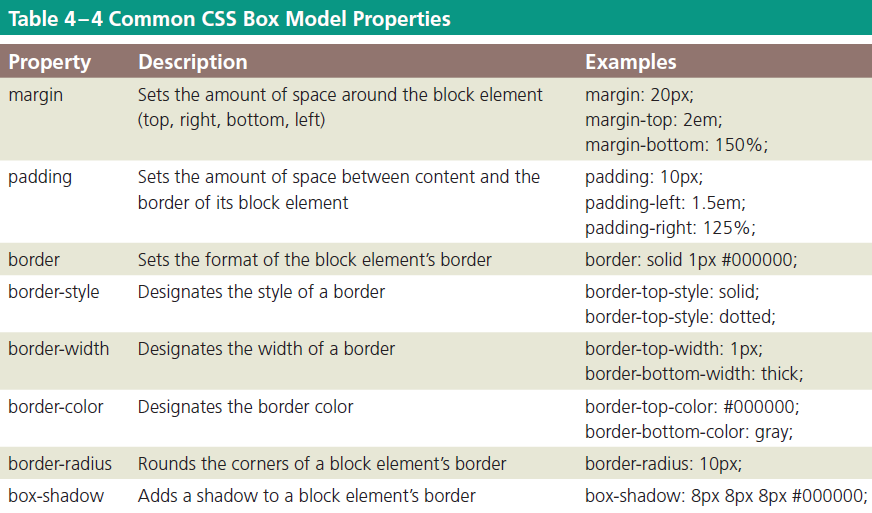 Table 4–4 Common CSS Box Model Properties
Property Description Examples
margin Sets the amount of space around the block element margin: 20px;
(top, right, bottom, left) margin-top: 2em;
margin-bottom: 150%;
padding Sets the amount of space between content and the padding: 10px;
border of its block element padding-left: 1.5em;
padding-right: 125%;
border Sets the format of the block element’s border border: solid 1px #000000;
border-style Designates the style of a border border-top-style: solid;
border-top-style: dotted;
border-width Designates the width of a border border-top-width: 1px;
border-bottom-width: thick;
border-color Designates the border color border-top-color: #000000;
border-bottom-color: gray;
border-radius Rounds the corners of a block element’s border border-radius: 10px;
box-shadow Adds a shadow to a block element’s border box-shadow: 8px 8px 8px #000000;